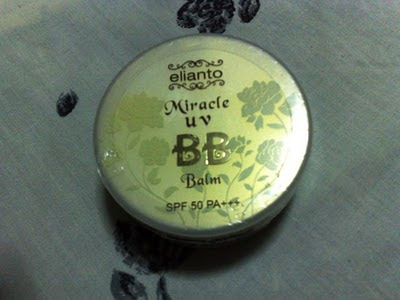 elianto
Miracle
UV
BB
Balm
SPF 50 PA+++